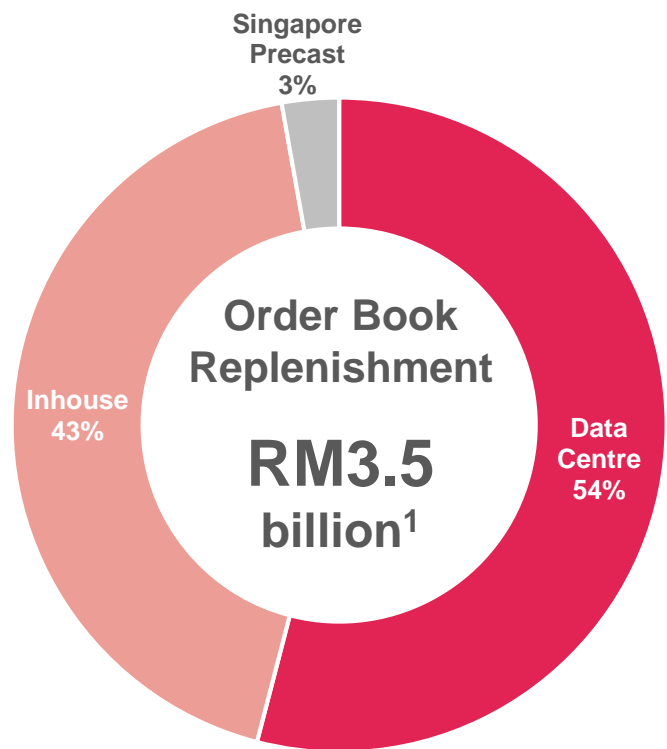 Singapore
Precast
3%
Order Book
Replenishment
RM3.5
billion¹
Inhouse
43%
Data
Centre
54%